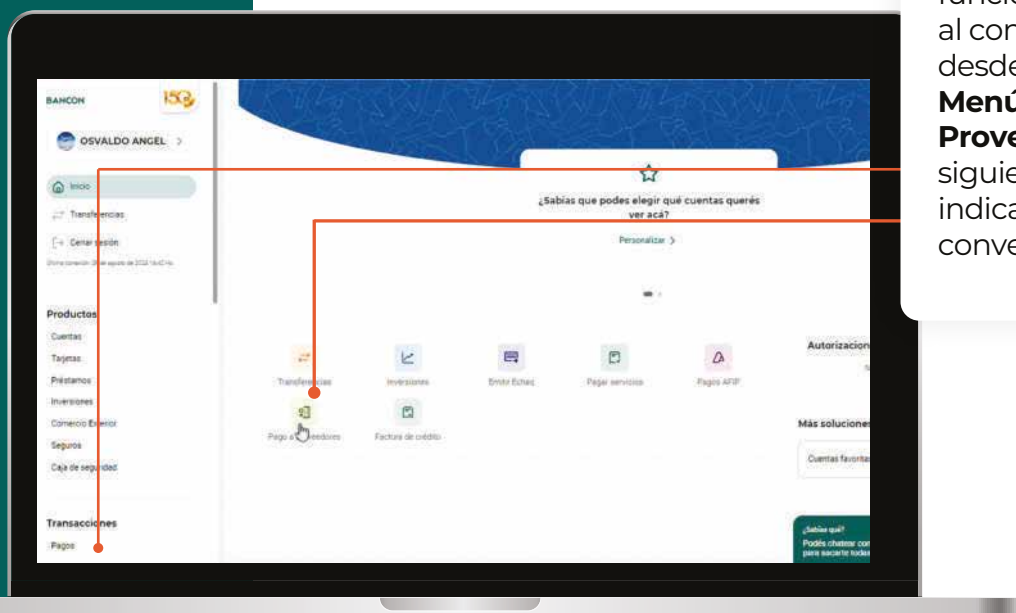 BANCON
150
OSVALDO ANGEL >
Inicio
Transferencias
Cerrar sesión
Productos
Cuentas
Tarjetas
Préstamos
Inversiones
Comercio Exterior
Seguros
Caja de seguridad
Transacciones
Pagos
¿Sabías que podes elegir qué cuentas querés
ver acá?
Personalizar >
Transferencias
Inversiones
Emitir Echeq
Pagar servicios
Pagos AFIP
Pago a
Factura de crédito
Autorizacion
Más solucione
Cuentas favorita
¿Sabías qué?
Podés chatear con
para sacarte todas
al con
desde
Menú
Prove
siguie
indica
conve